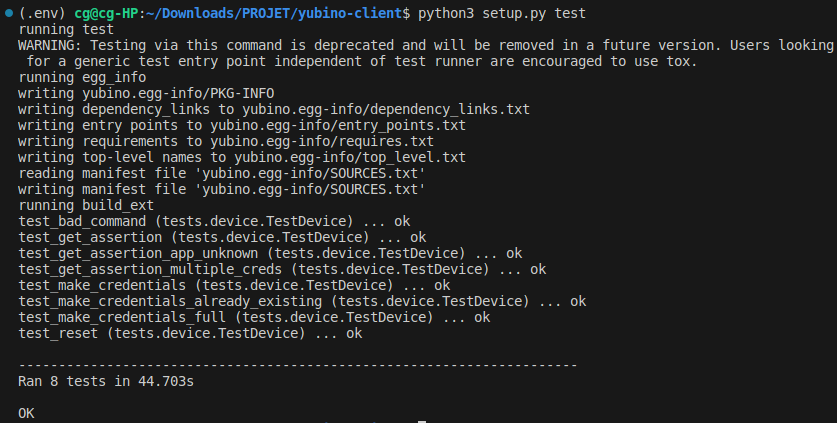 (.env) cg@cg-HP:~/Downloads/PROJET/yubino-client$ python3 setup.py test
running test
WARNING: Testing via this command is deprecated and will be removed in a future version. Users looking
for a generic test entry point independent of test runner are encouraged to use tox.
running egg_info
writing yubino.egg-info/PKG-INFO
writing dependency_links to yubino.egg-info/dependency_links.txt
writing entry points to yubino.egg-info/entry_points.txt
writing requirements to yubino.egg-info/requires.txt
writing top-level names to yubino.egg-info/top_level.txt
reading manifest file 'yubino.egg-info/SOURCES.txt'
writing manifest file 'yubino.egg-info/SOURCES.txt'
running build_ext
test_bad_command (tests.device.TestDevice) ... ok
test_get_assertion (tests.device.TestDevice) ... ok
test_get_assertion_app_unknown (tests.device.TestDevice) ... ok
test_get_assertion_multiple_creds (tests.device.TestDevice) ... ok
test_make_credentials (tests.device.TestDevice) ... ok
test_make_credentials_already_existing (tests.device.TestDevice) ... ok
test_make_credentials_full (tests.device.TestDevice) ... ok
test_reset (tests.device.TestDevice) ... ok
----------------------------------------------------------------------
Ran 8 tests in 44.703s
OK